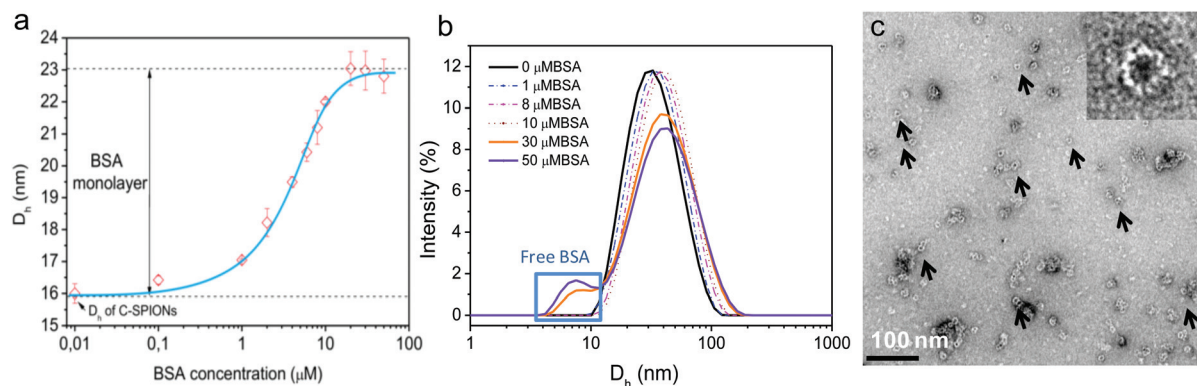 a
24
23
22
21
20
19
18
17
16
15
D_h (nm)
BSA
monolayer
D_h of C-SPIONs
0,01
0,1
1
10
100
BSA concentration (µM)
b
12
10
8
6
4
2
0
Intensity (%)
0 µMBSA
1 µMBSA
8 µMBSA
10 µMBSA
30 µMBSA
50 µMBSA
Free BSA
1
10
100
1000
D_h (nm)
c
100 nm